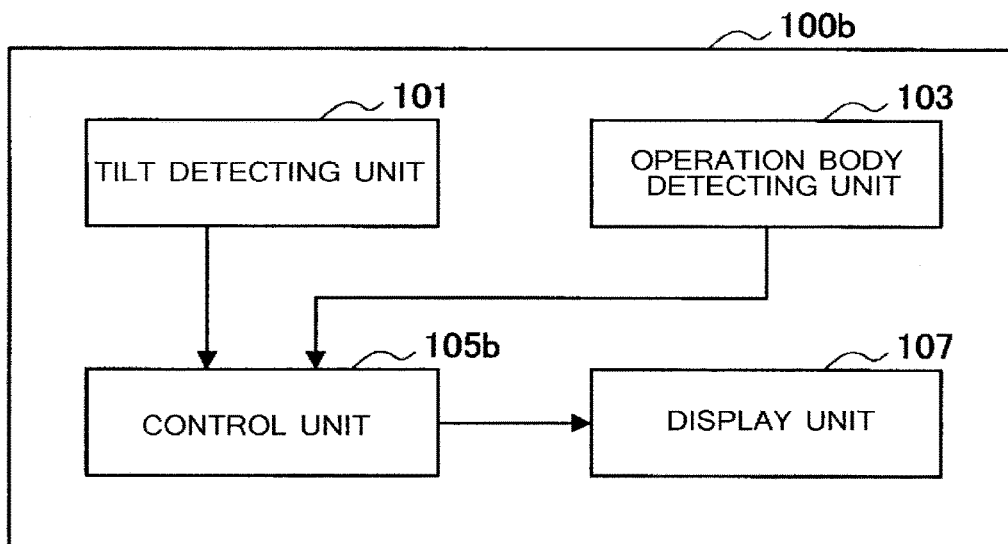 100b
101
TILT DETECTING UNIT
103
OPERATION BODY
DETECTING UNIT
105b
CONTROL UNIT
107
DISPLAY UNIT